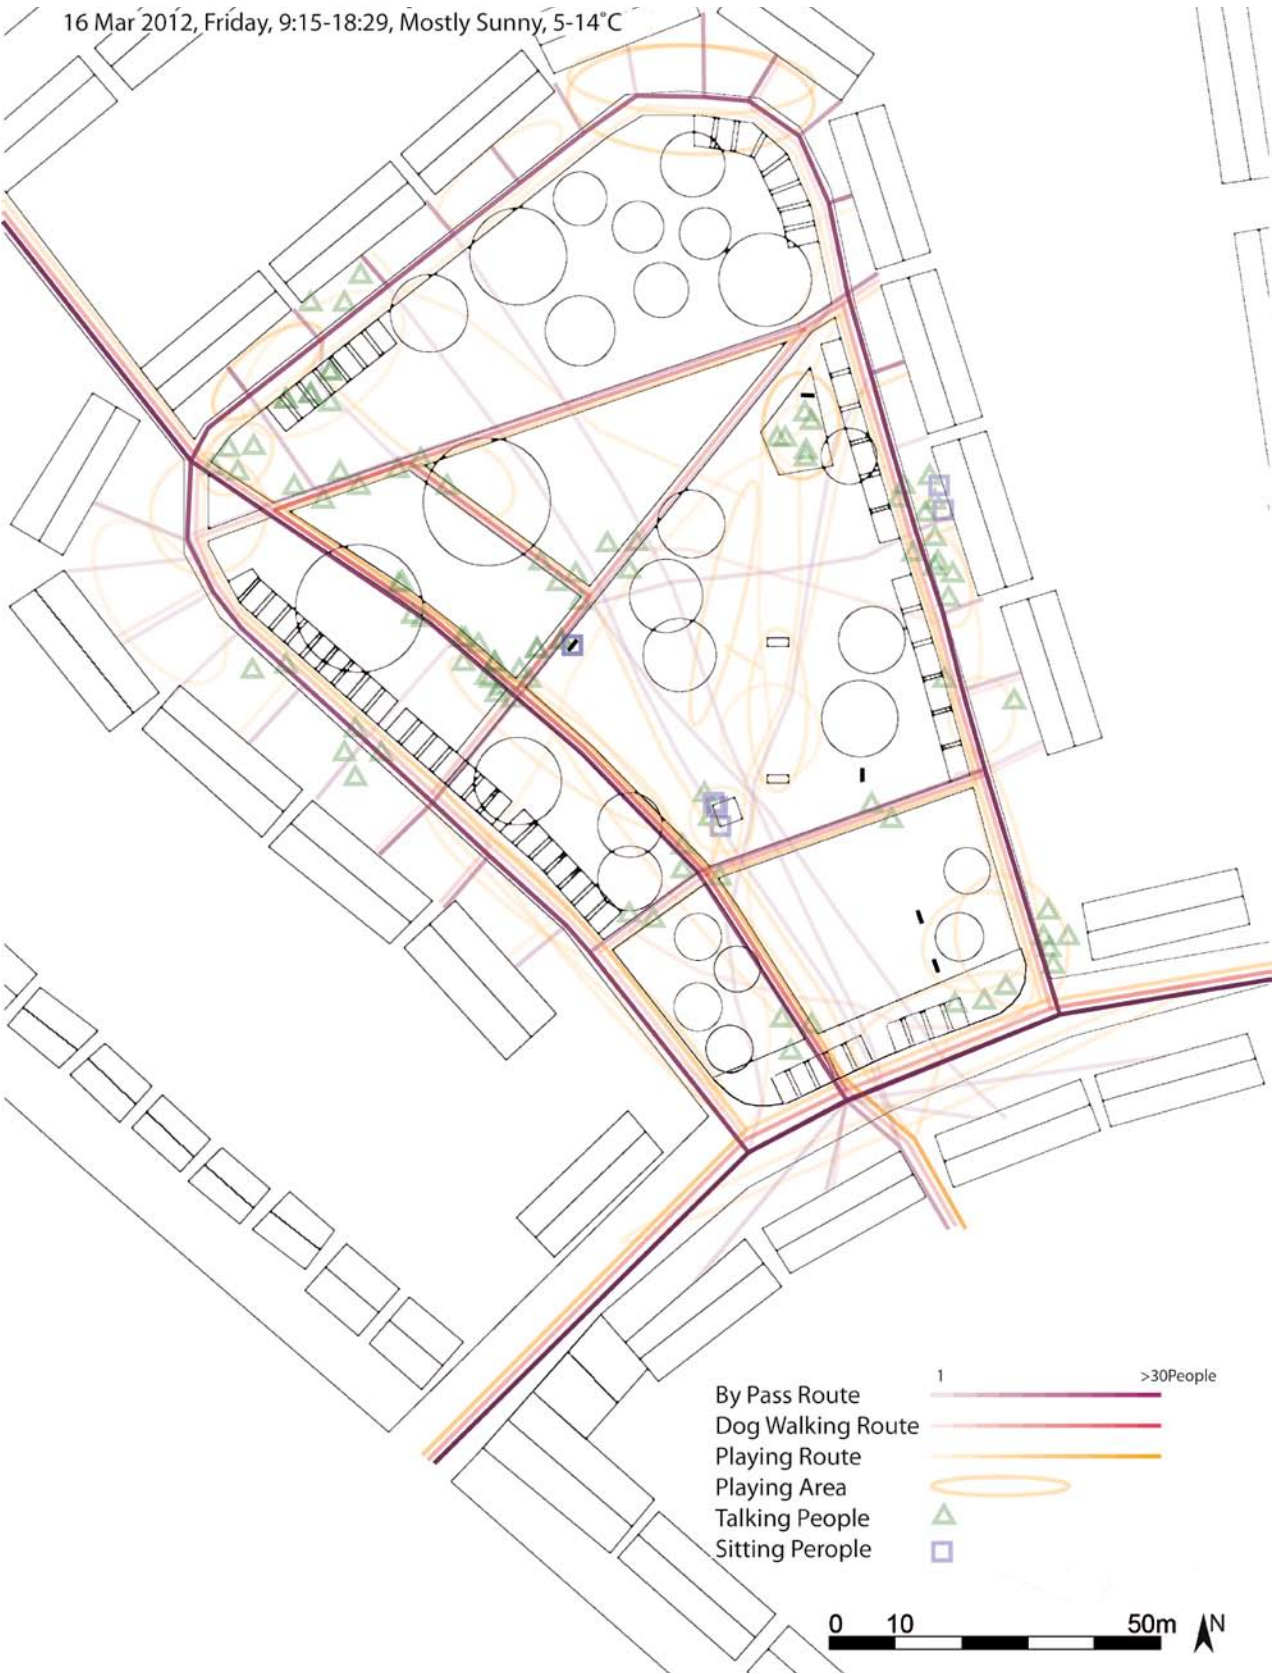 16 Mar 2012, Friday, 9:15-18:29, Mostly Sunny, 5-14˚C
1 >30People
By Pass Route
Dog Walking Route
Playing Route
Playing Area
Talking People
Sitting Perople
0 10 50m N